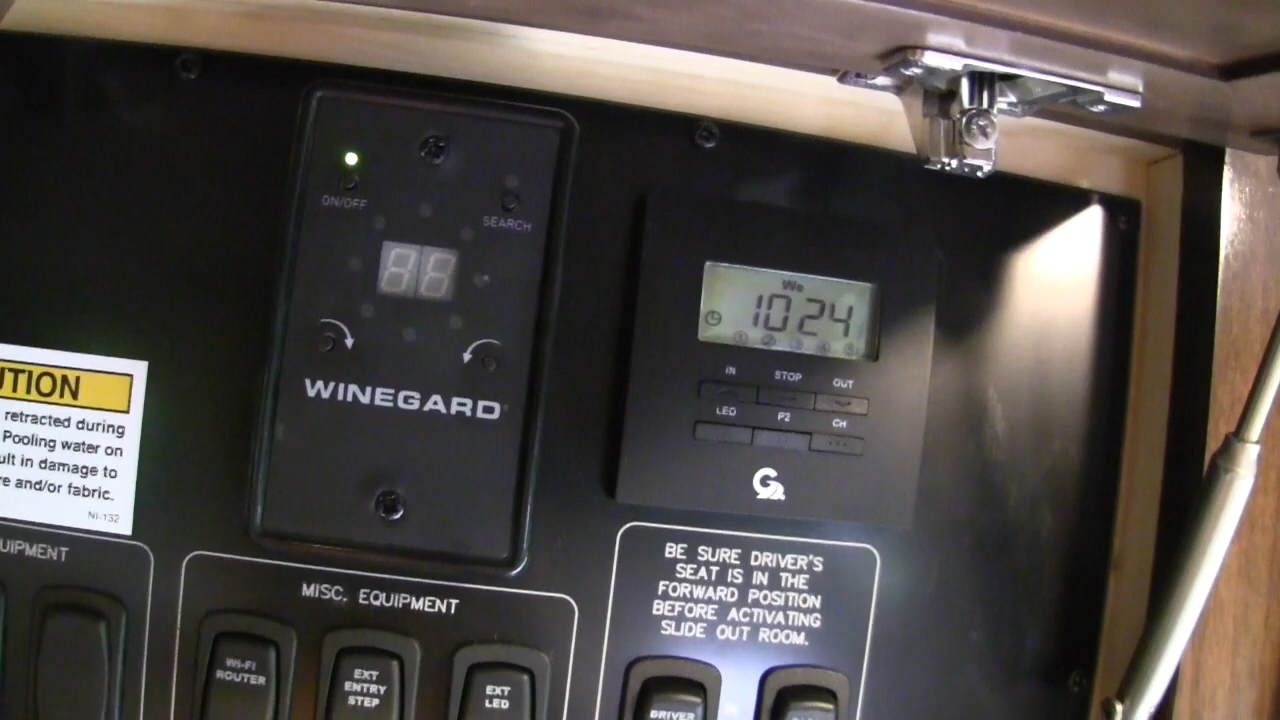 ON/OFF
SEARCH
WINEGARD
We
10 24
IN STOP OUT
LED P2 CH
UTION
retracted during
Pooling water on
ult in damage to
re and/or fabric.
NI-132
UIPMENT
MISC. EQUIPMENT
Wi-Fi
ROUTER
EXT
ENTRY
STEP
EXT
LED
BE SURE DRIVER'S
SEAT IS IN THE
FORWARD POSITION
BEFORE ACTIVATING
SLIDE OUT ROOM.
DRIVER